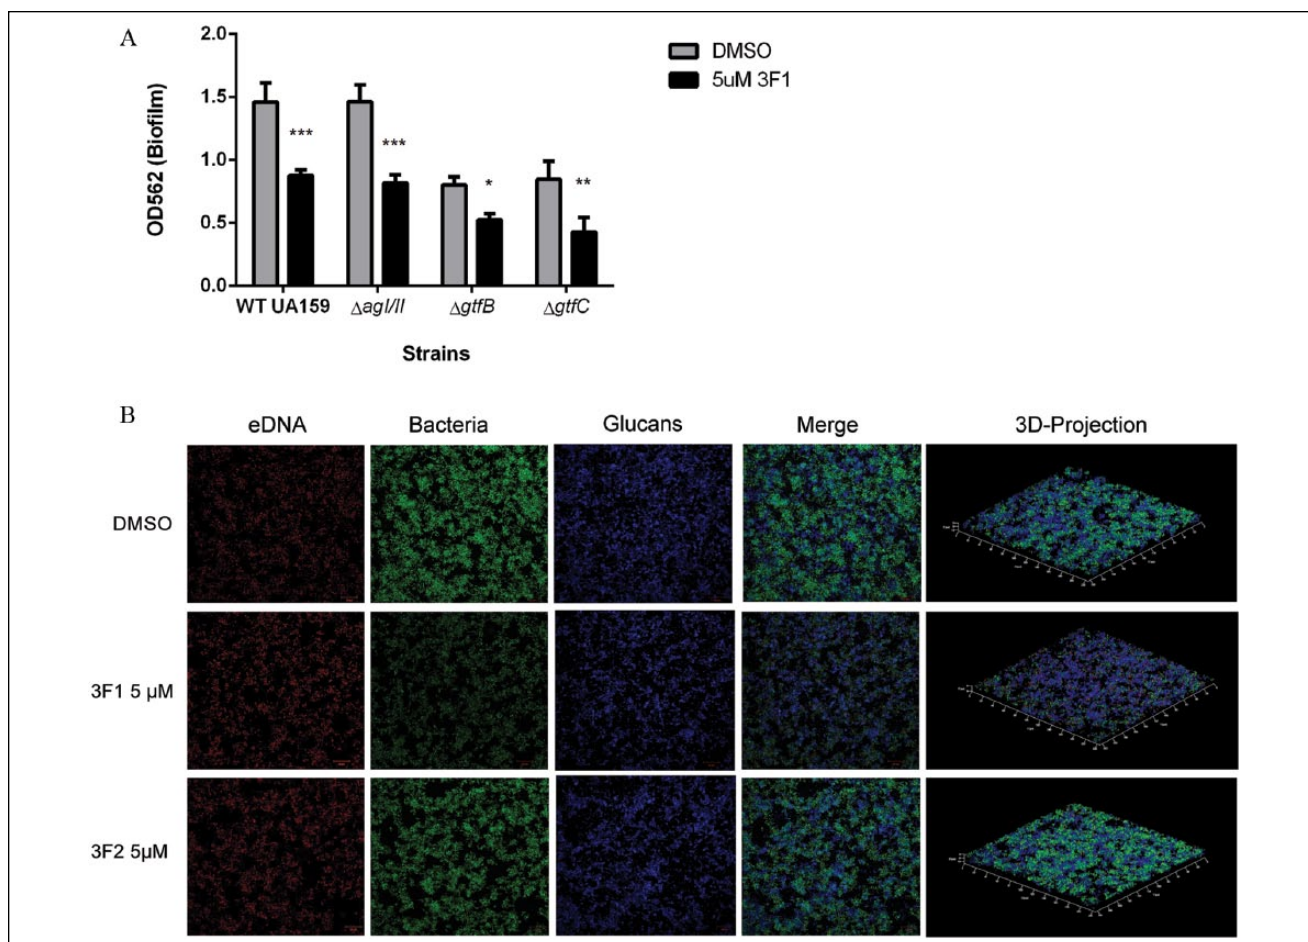 A
2.0
1.5
1.0
0.5
0.0
OD562 (Biofilm)
***
***
*
**
WT UA159 ΔagI/II ΔgtfB ΔgtfC
Strains
DMSO
5uM 3F1
B
eDNA Bacteria Glucans Merge 3D-Projection
DMSO
3F1 5 µM
3F2 5µM